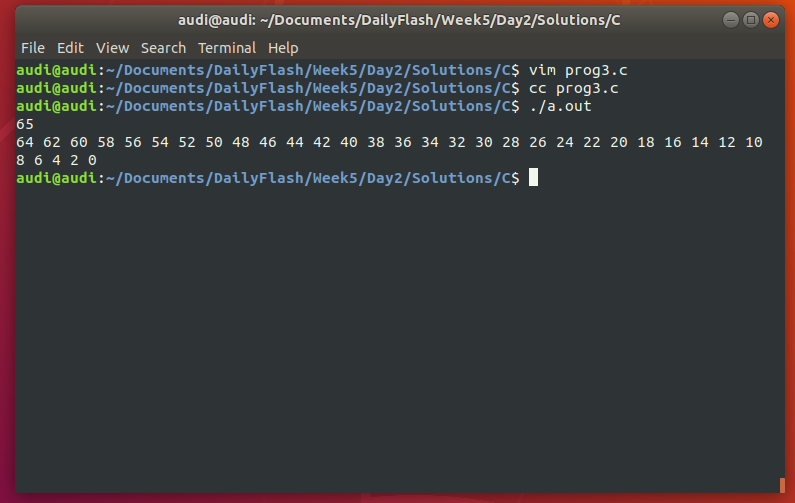 audi@audi: ~/Documents/DailyFlash/Week5/Day2/Solutions/C
File Edit View Search Terminal Help
audi@audi:~/Documents/DailyFlash/Week5/Day2/Solutions/C$ vim prog3.c
audi@audi:~/Documents/DailyFlash/Week5/Day2/Solutions/C$ cc prog3.c
audi@audi:~/Documents/DailyFlash/Week5/Day2/Solutions/C$ ./a.out
65
64 62 60 58 56 54 52 50 48 46 44 42 40 38 36 34 32 30 28 26 24 22 20 18 16 14 12 10
8 6 4 2 0
audi@audi:~/Documents/DailyFlash/Week5/Day2/Solutions/C$